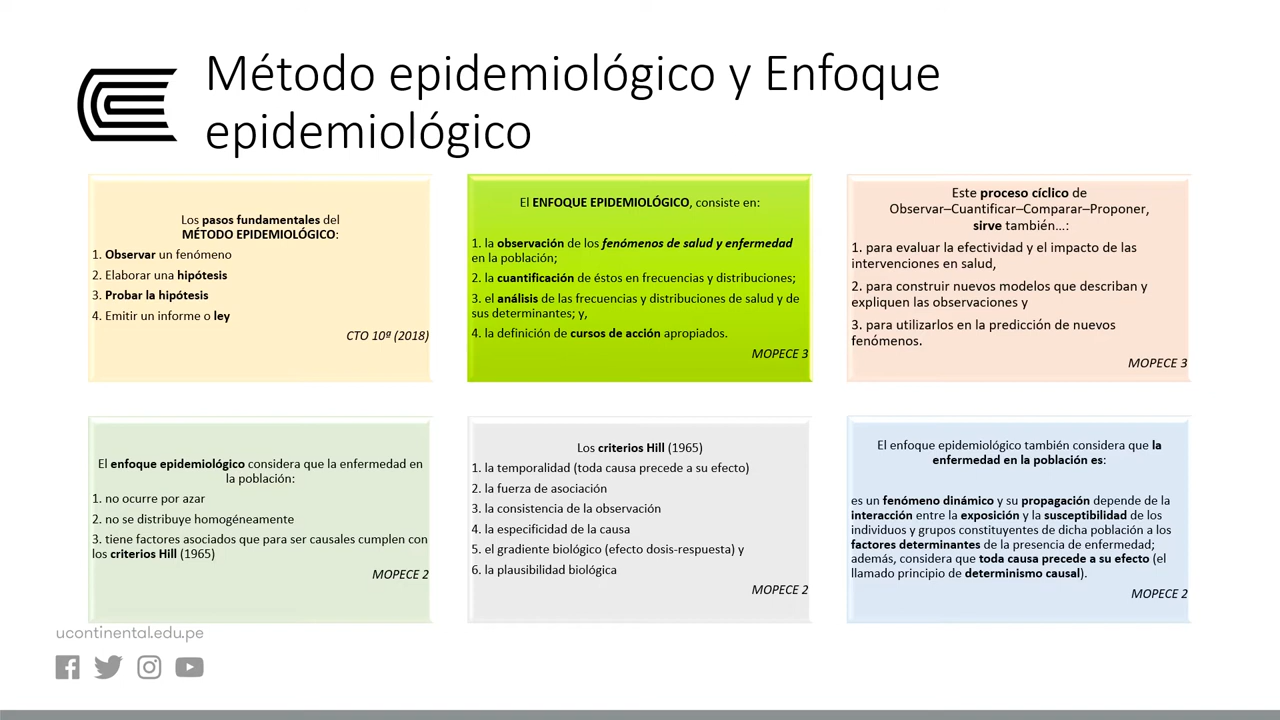 Método epidemiológico y Enfoque
epidemiológico
Los pasos fundamentales del
MÉTODO EPIDEMIOLÓGICO:
1. Observar un fenómeno
2. Elaborar una hipótesis
3. Probar la hipótesis
4. Emitir un informe o ley
CTO 10ª (2018)
El ENFOQUE EPIDEMIOLÓGICO, consiste en:
1. la observación de los fenómenos de salud y enfermedad
en la población;
2. la cuantificación de éstos en frecuencias y distribuciones;
3. el análisis de las frecuencias y distribuciones de salud y de
sus determinantes; y,
4. la definición de cursos de acción apropiados.
MOPECE 3
Este proceso cíclico de
Observar–Cuantificar–Comparar–Proponer,
sirve también...:
1. para evaluar la efectividad y el impacto de las
intervenciones en salud,
2. para construir nuevos modelos que describan y
expliquen las observaciones y
3. para utilizarlos en la predicción de nuevos
fenómenos.
MOPECE 3
El enfoque epidemiológico considera que la enfermedad en
la población:
1. no ocurre por azar
2. no se distribuye homogéneamente
3. tiene factores asociados que para ser causales cumplen con
los criterios Hill (1965)
MOPECE 2
Los criterios Hill (1965)
1. la temporalidad (toda causa precede a su efecto)
2. la fuerza de asociación
3. la consistencia de la observación
4. la especificidad de la causa
5. el gradiente biológico (efecto dosis-respuesta) y
6. la plausibilidad biológica
MOPECE 2
El enfoque epidemiológico también considera que la
enfermedad en la población es:
es un fenómeno dinámico y su propagación depende de la
interacción entre la exposición y la susceptibilidad de los
individuos y grupos constituyentes de dicha población a los
factores determinantes de la presencia de enfermedad;
además, considera que toda causa precede a su efecto (el
llamado principio de determinismo causal).
MOPECE 2
ucontinental.edu.pe